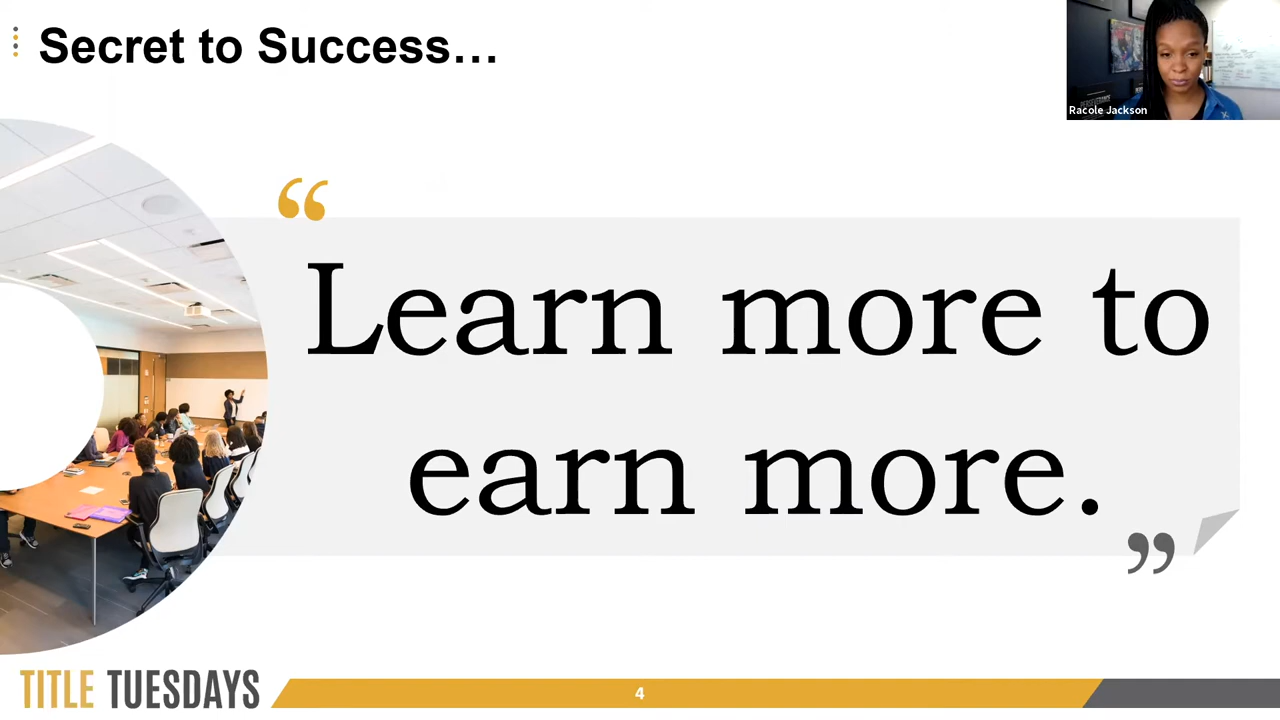 Secret to Success...
Racole Jackson
“
Learn more to
earn more.
”
TITLE TUESDAYS
4